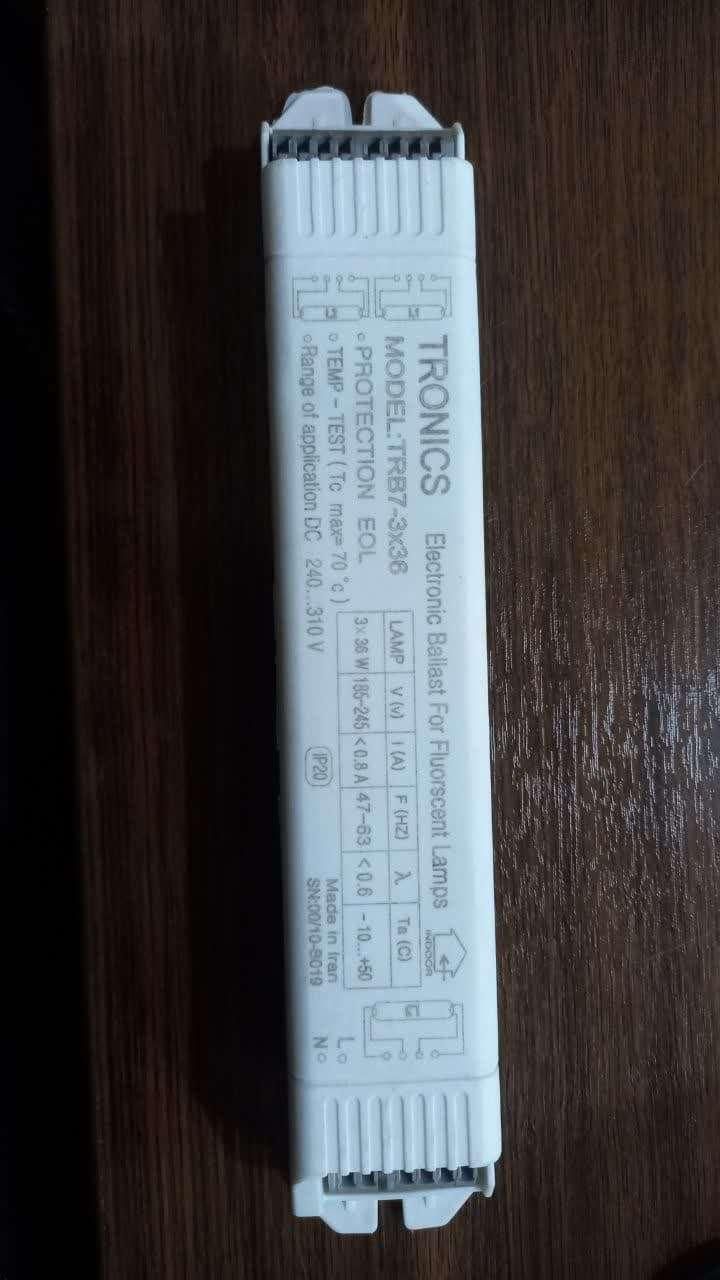 TRONICS Electronic Ballast For Fluorscent Lamps
MODEL:TRB7-3x36
PROTECTION EOL
TEMP - TEST ( Tc max= 70 °c )
Range of application DC 240...310 V
LAMP V (v) I (A) F (HZ) λ Ta (C)
3× 36 W 185-245 < 0.8 A 47-63 < 0.6 - 10...+50
IP20
INDOOR
Made in Iran
SN:00/10-8019
L
N